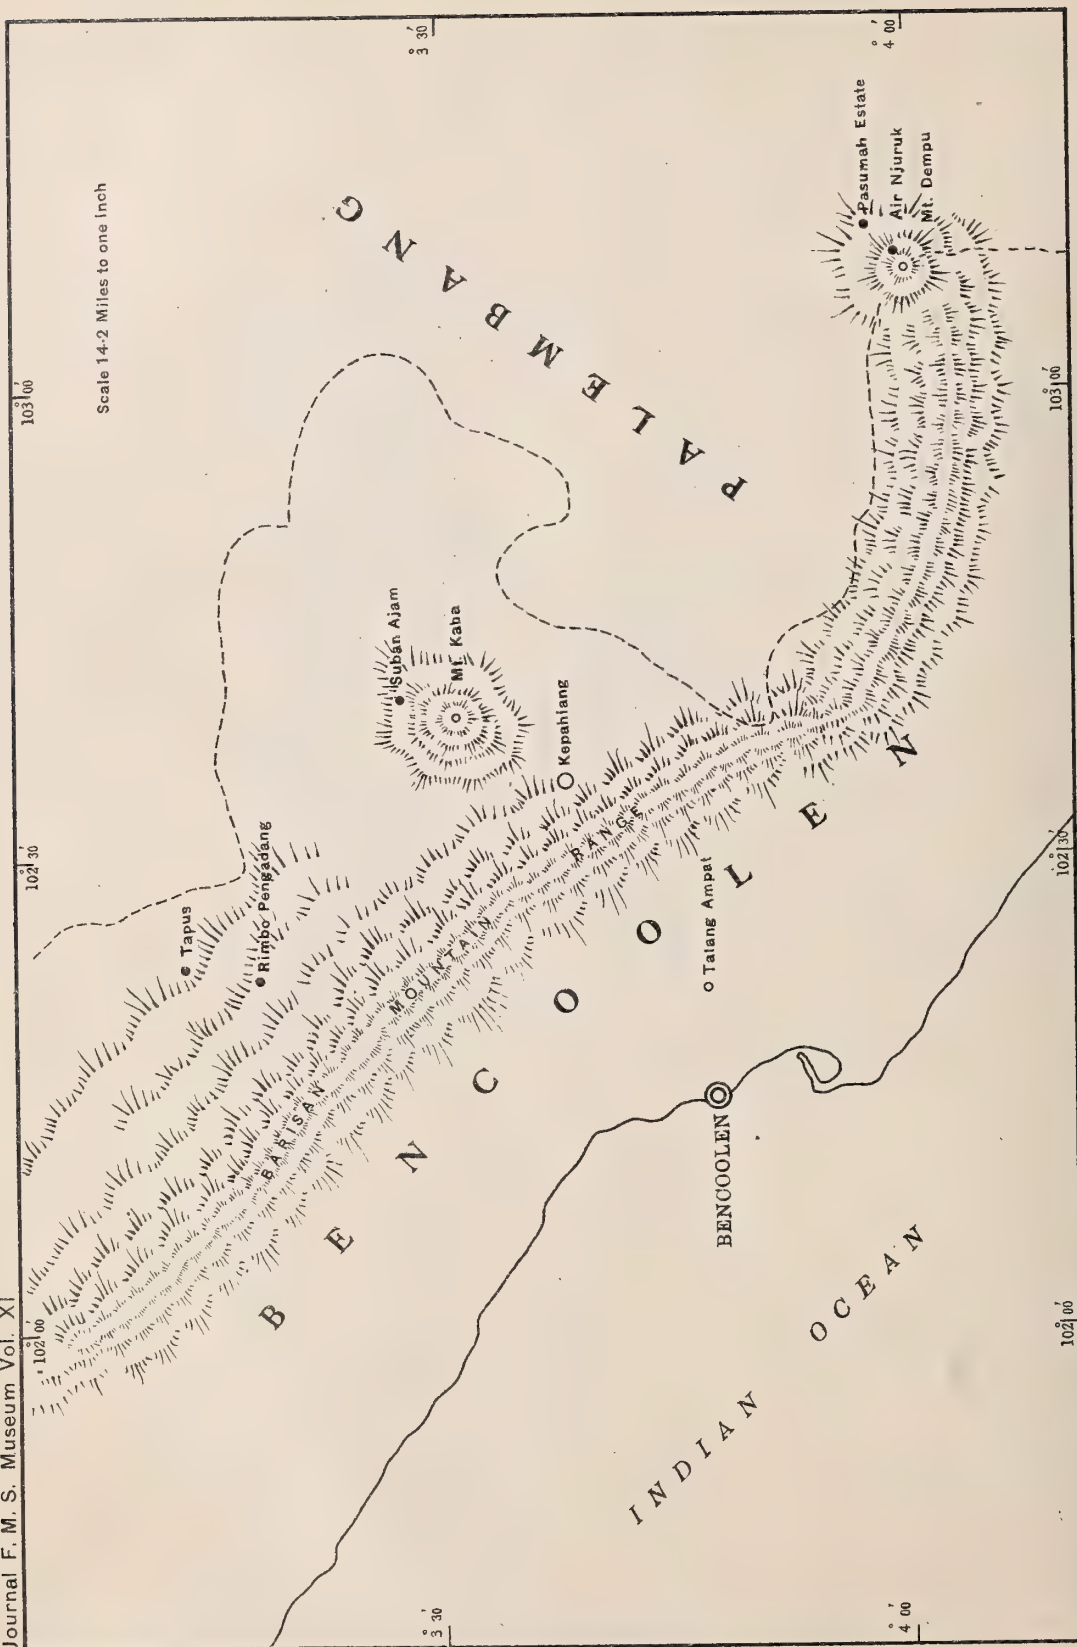 Journal F. M. S. Museum Vol. XI
102° 00'
102° 30'
103° 00'
Scale 14·2 Miles to one Inch
3° 30'
4° 00'
Tapus
Rimbo Pengadang
Suban Ajam
Mt. Kaba
Kepahiang
PALEMBANG
Pasumah Estate
Air Njuruk
Mt. Dempu
BARISAN MOUNTAIN RANGE
BENCOOLEN
Talang Ampat
BENCOOLEN
INDIAN OCEAN
3° 30'
4° 00'
102° 00'
102° 30'
103° 00'